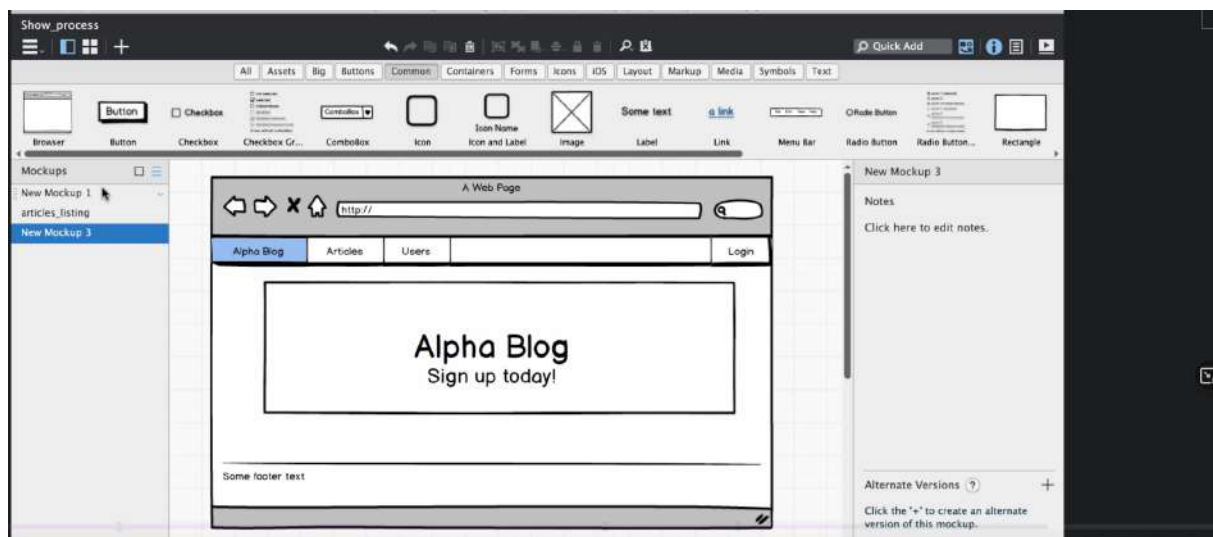 Show_process
Quick Add
All Assets Big Buttons Common Containers Forms Icons iOS Layout Markup Media Symbols Text
Button
Checkbox
ComboBox
Icon Name
Some text
a link
Radio Button
Browser Button Checkbox Checkbox Gr... ComboBox Icon Icon and Label Image Label Link Menu Bar Radio Button Radio Button... Rectangle
Mockups
New Mockup 1
articles_listing
New Mockup 3
A Web Page
http://
Alpha Blog Articles Users Login
Alpha Blog
Sign up today!
Some footer text
New Mockup 3
Notes
Click here to edit notes.
Alternate Versions ?
Click the '+' to create an alternate
version of this mockup.